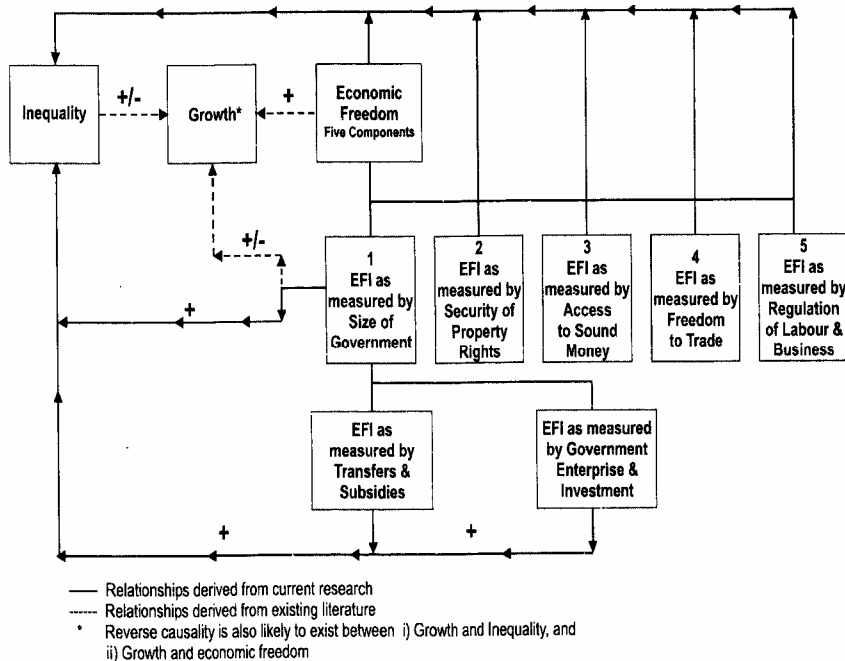 Inequality
+/-
Growth*
+
Economic
Freedom
Five Components
+/-
+
1
EFI as
measured by
Size of
Government
2
EFI as
measured by
Security of
Property
Rights
3
EFI as
measured by
Access
to Sound
Money
4
EFI as
measured by
Freedom
to Trade
5
EFI as
measured by
Regulation
of Labour &
Business
EFI as
measured by
Transfers &
Subsidies
EFI as measured
by Government
Enterprise &
Investment
+
+
Relationships derived from current research
Relationships derived from existing literature
* Reverse causality is also likely to exist between i) Growth and Inequality, and
ii) Growth and economic freedom